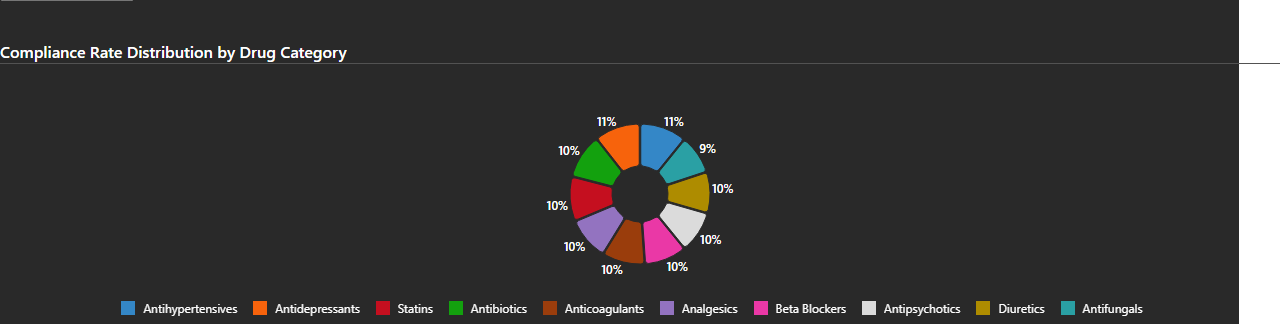 Compliance Rate Distribution by Drug Category
11% 11%
10% 9%
10% 10%
10% 10%
10% 10%
Antihypertensives Antidepressants Statins Antibiotics Anticoagulants Analgesics Beta Blockers Antipsychotics Diuretics Antifungals